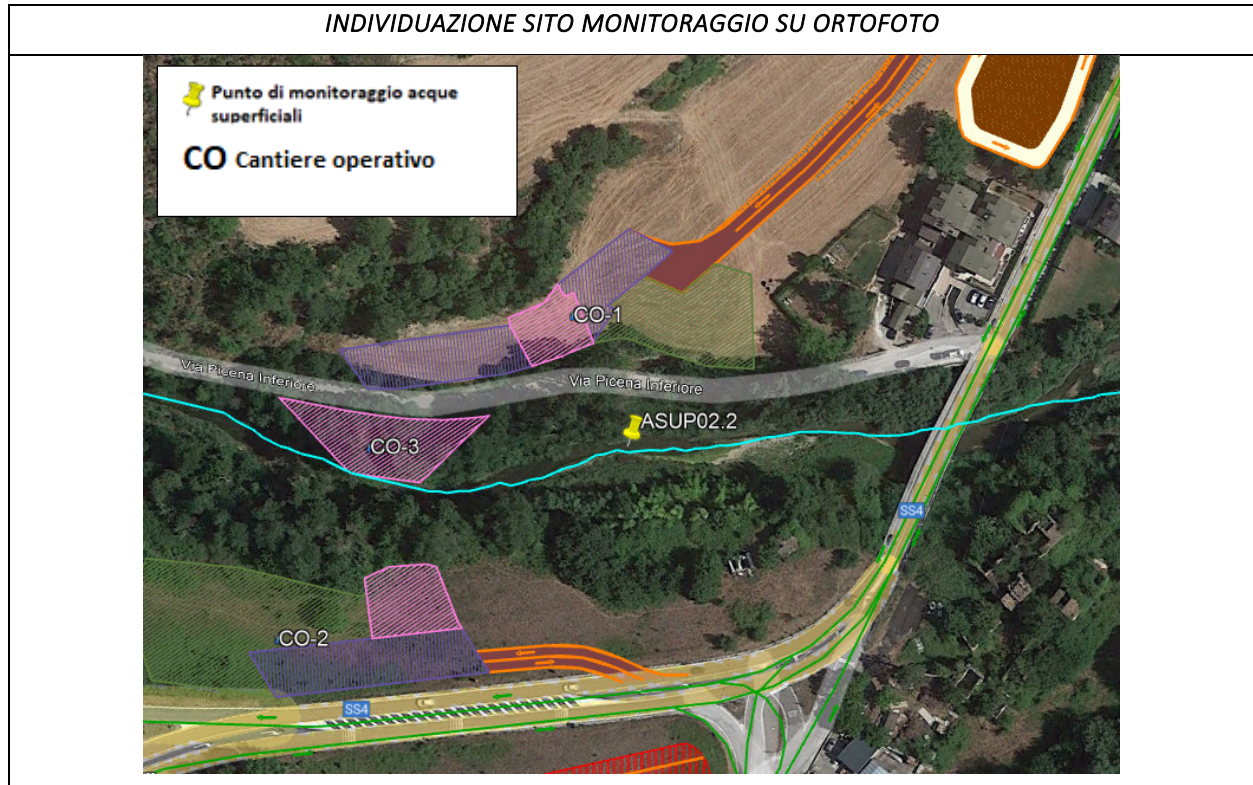 INDIVIDUAZIONE SITO MONITORAGGIO SU ORTOFOTO
Punto di monitoraggio acque
superficiali
CO Cantiere operativo
CO-1
Via Picena Inferiore
Via Picena Inferiore
ASUP02.2
CO-3
SS4
CO-2
SS4